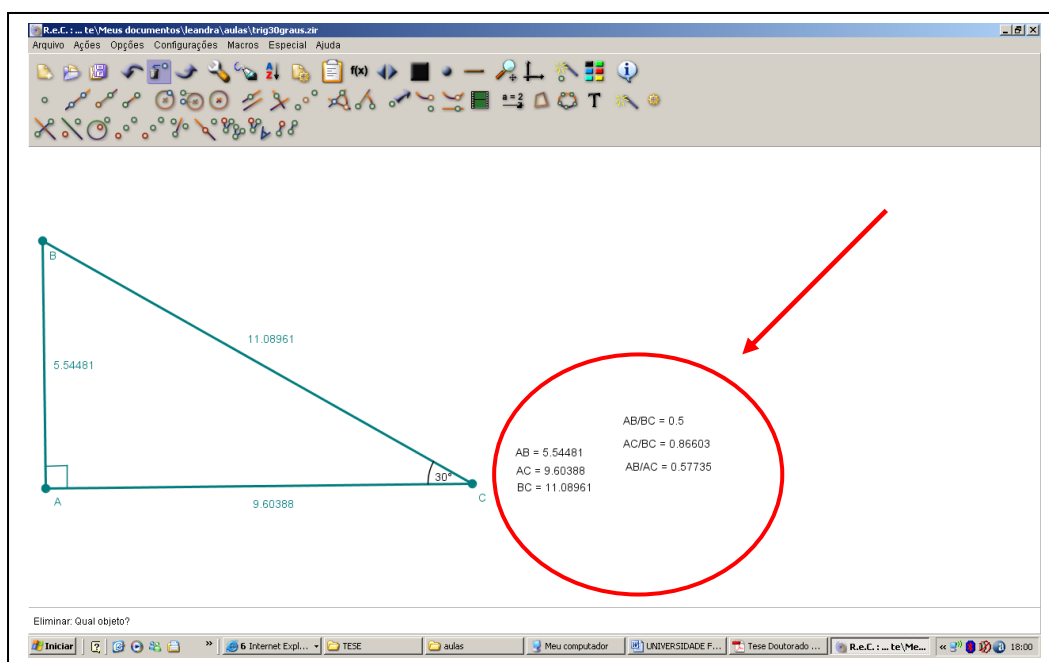 R.e.C. : ... te\Meus documentos\leandra\aulas\trig30graus.zir
Arquivo Ações Opções Configurações Macros Especial Ajuda
f(x)
a=2
T
B
11.08961
5.54481
30°
A
9.60388
C
AB/BC = 0.5
AC/BC = 0.86603
AB/AC = 0.57735
AB = 5.54481
AC = 9.60388
BC = 11.08961
Eliminar: Qual objeto?
Iniciar » 6 Internet Expl... TESE aulas Meu computador UNIVERSIDADE F... Tese Doutorado ... R.e.C. : ... te\Me... « 18:00